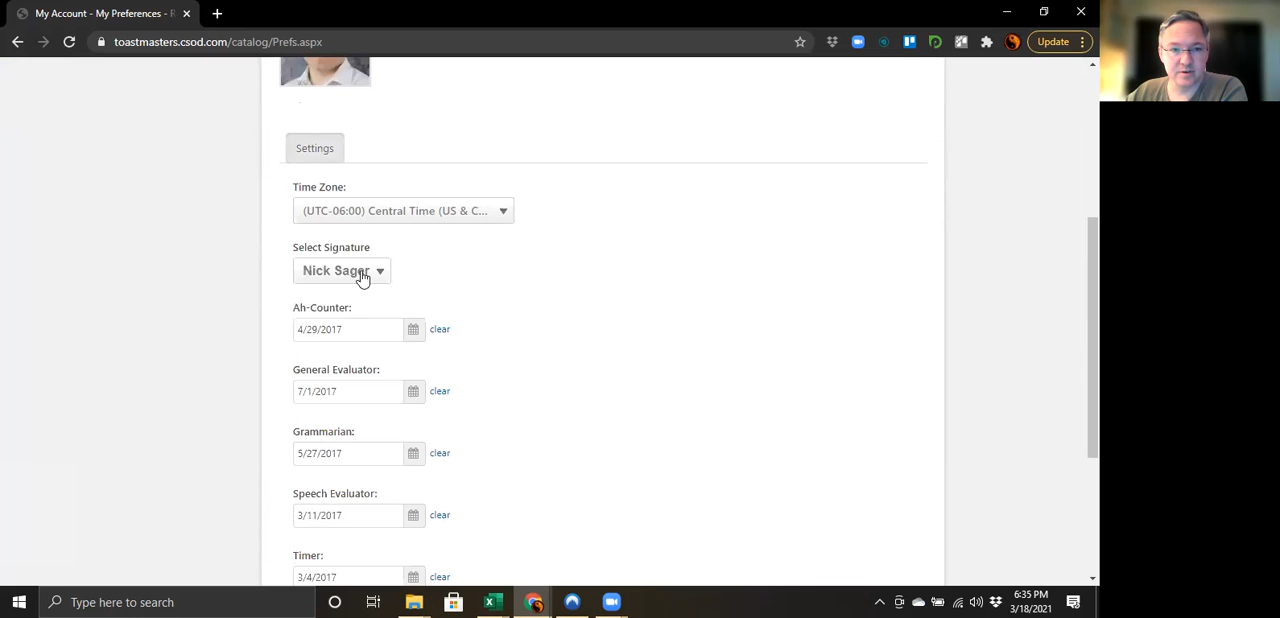 My Account - My Preferences - R
toastmasters.csod.com/catalog/Prefs.aspx
Update
Settings
Time Zone:
(UTC-06:00) Central Time (US & C...
Select Signature
Nick Sager
Ah-Counter:
4/29/2017 clear
General Evaluator:
7/1/2017 clear
Grammarian:
5/27/2017 clear
Speech Evaluator:
3/11/2017 clear
Timer:
3/4/2017 clear
Type here to search
6:35 PM
3/18/2021